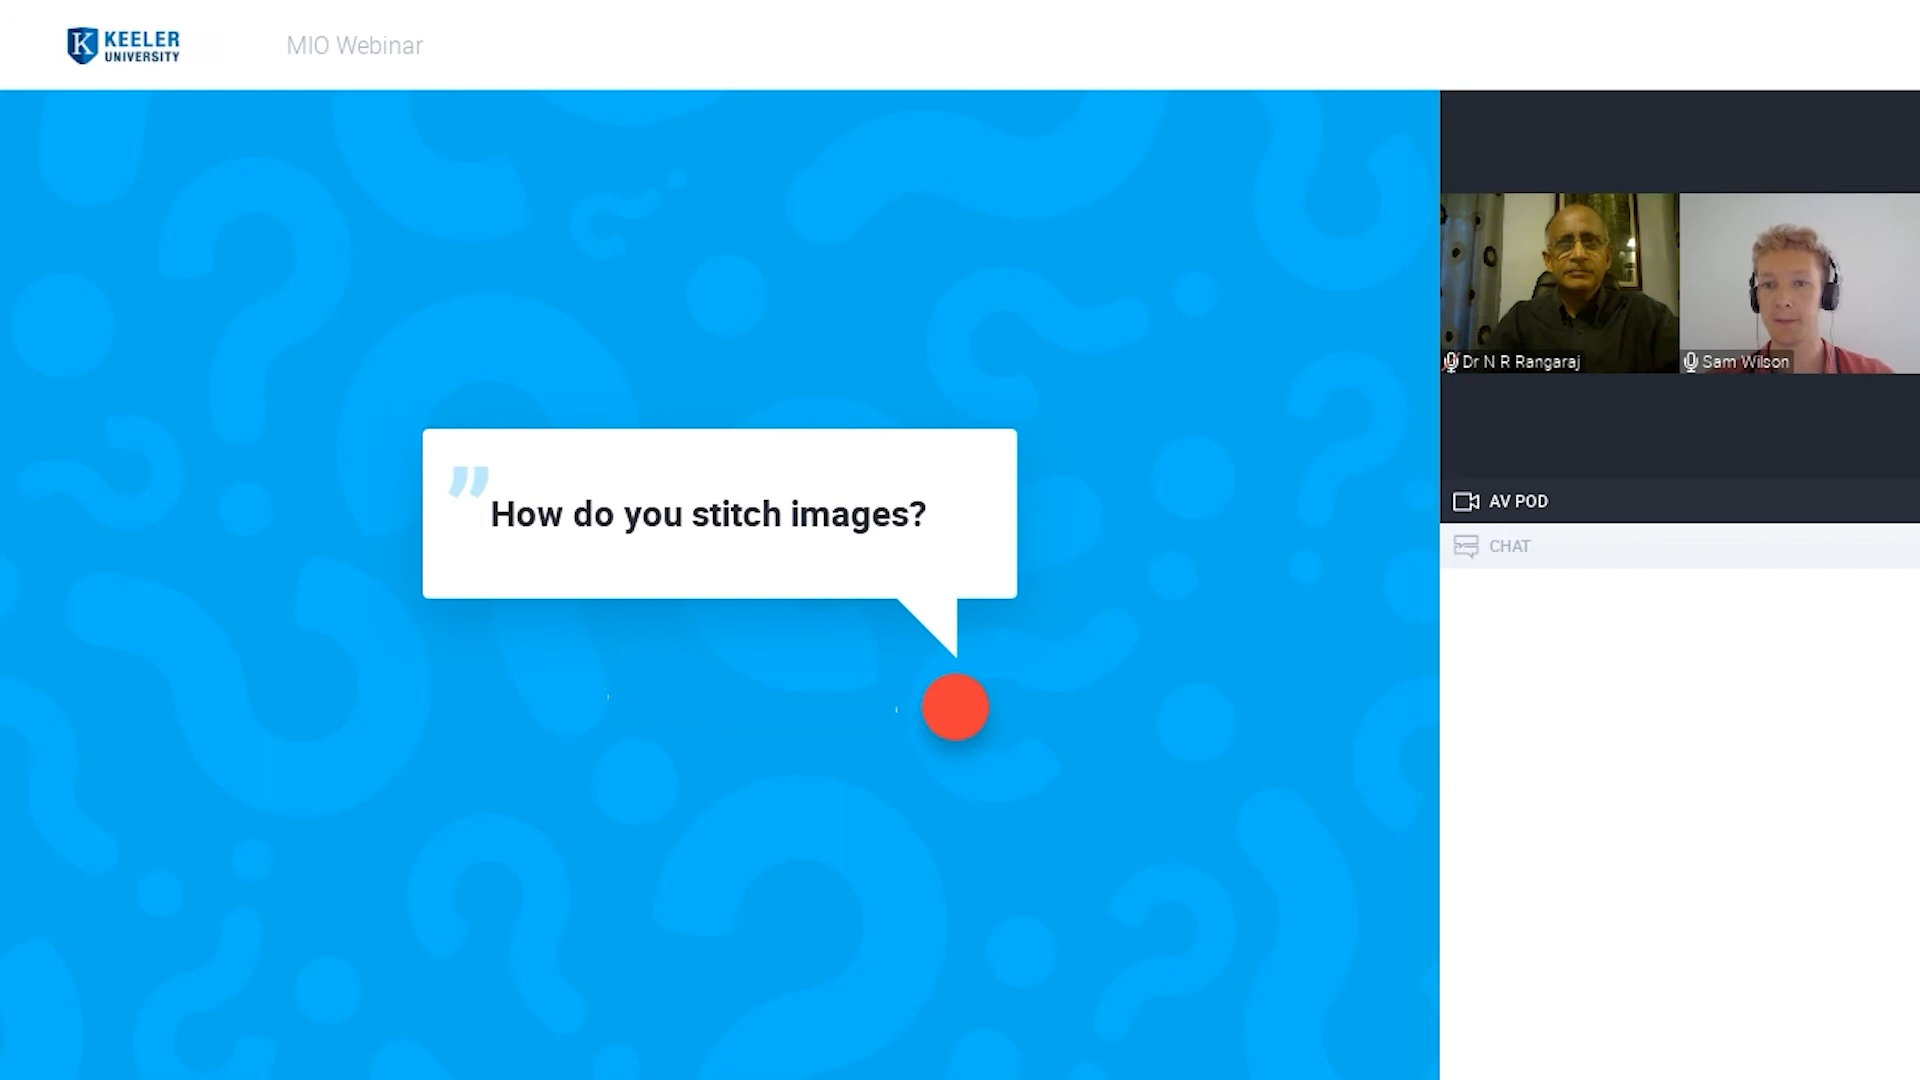 KEELER
UNIVERSITY
MIO Webinar
” How do you stitch images?
Dr N R Rangaraj
Sam Wilson
AV POD
CHAT